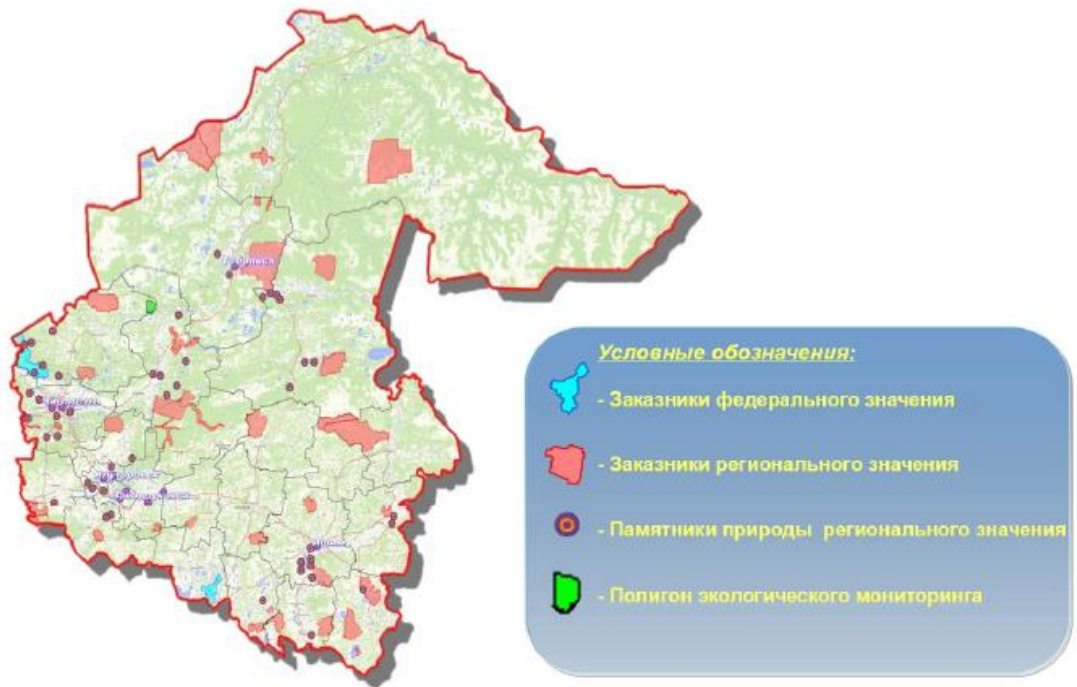 Условные обозначения:
- Заказники федерального значения
- Заказники регионального значения
- Памятники природы регионального значения
- Полигон экологического мониторинга